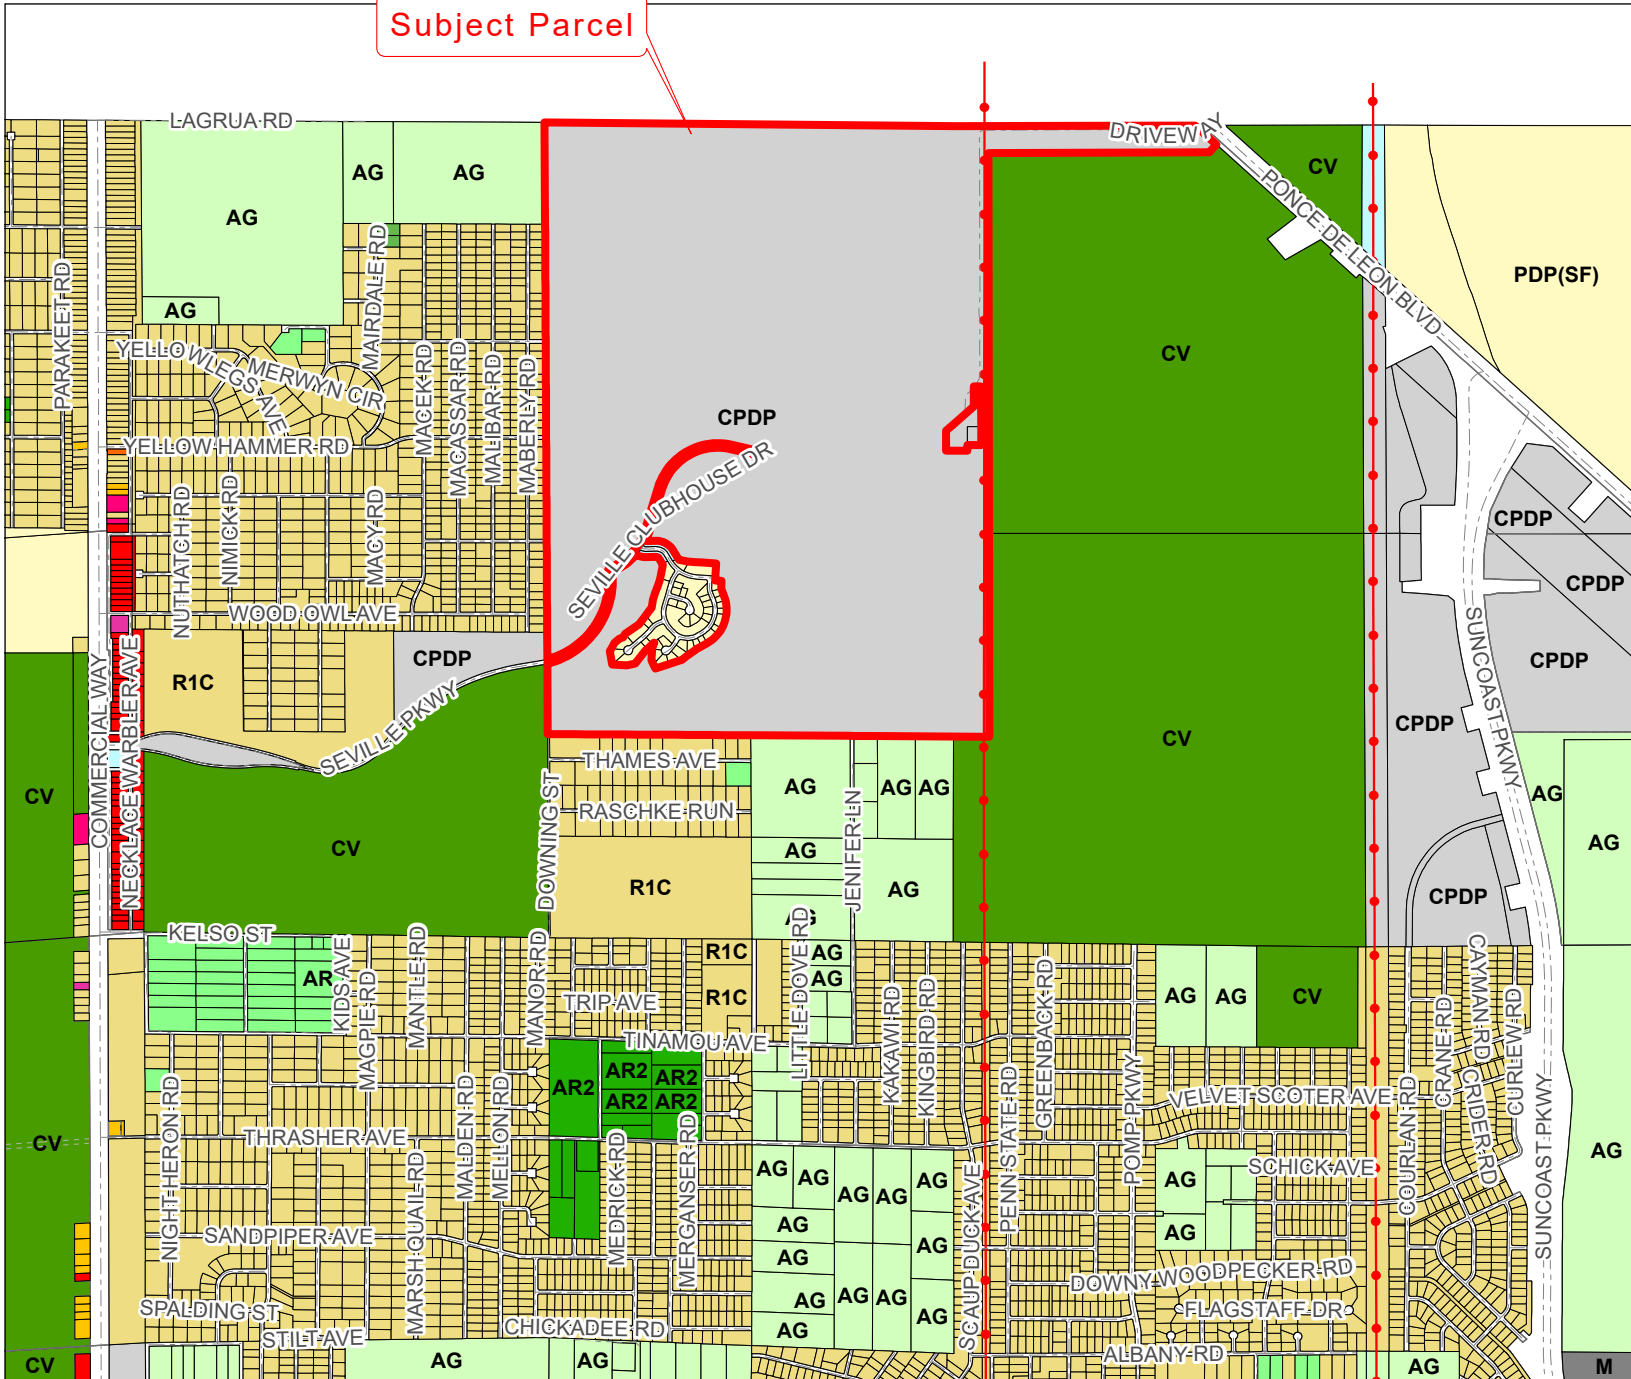 Subject Parcel
LAGRUA RD
DRIVEWAY
AG
AG
AG
CV
PONCE DE LEON BLVD
PDP(SF)
AG
PARAKEET RD
MAIRDALE RD
YELLOWLEGS AVE
MERWYN CIR
MACEK RD
MACASSAR RD
MALIBAR RD
MABERLY RD
CV
CPDP
YELLOW HAMMER RD
SEVILLE CLUBHOUSE DR
NUTHATCH RD
NIMICK RD
MACY RD
CPDP
CPDP
WOOD OWL AVE
SUNCOAST PKWY
CPDP
CPDP
R1C
COMMERCIAL WAY
NECKLACE WARBLER AVE
SEVILLE PKWY
CPDP
CV
THAMES AVE
AG
AG
AG
AG
CV
DOWNING ST
RASCHKE RUN
JENIFER LN
CV
AG
AG
R1C
AG
CPDP
AG
KELSO ST
LITTLE DOVE RD
AR
KIDS AVE
MAGPIE RD
MANTLE RD
MANOR RD
R1C
AG
AG
TRIP AVE
R1C
KAKAWI RD
KINGBIRD RD
GREENBACK RD
AG
AG
CV
CRANE RD
CAYMAN RD
CURLEW RD
TINAMOU AVE
NIGHT HERON RD
MALDEN RD
MELLON RD
AR2
AR2
AR2
AR2
AR2
PENN STATE RD
POMP PKWY
VELVET SCOTER AVE
COURLAND RD
CRIDER RD
SUNCOAST PKWY
CV
THRASHER AVE
MARSH QUAIL RD
MEDRICK RD
MERGANSER RD
AG
AG
AG
AG
AG
SCAUP DUCK AVE
AG
SCHICK AVE
AG
AG
AG
SANDPIPER AVE
AG
AG
DOWNY WOODPECKER RD
SPALDING ST
AG
AG
AG
AG
FLAGSTAFF DR
STILT AVE
CHICKADEE RD
AG
ALBANY RD
CV
AG
AG
AG
M